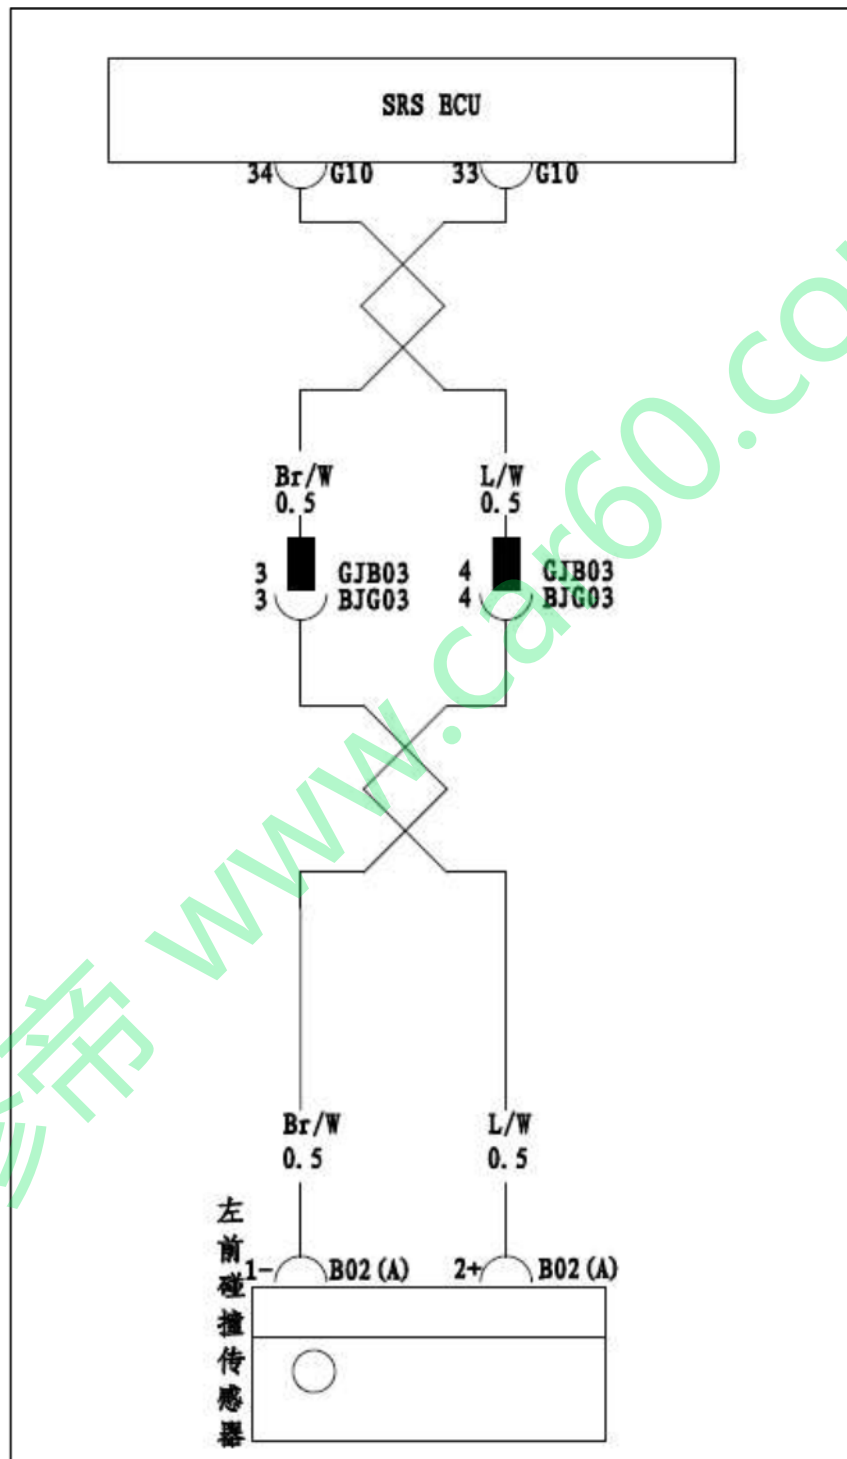 SRS ECU
34 G10 33 G10
Br/W L/W
0.5 0.5
3 GJB03 4 GJB03
3 BJG03 4 BJG03
Br/W L/W
0.5 0.5
1- B02(A) 2+ B02(A)
左前碰撞传感器
帝 www.car60.co